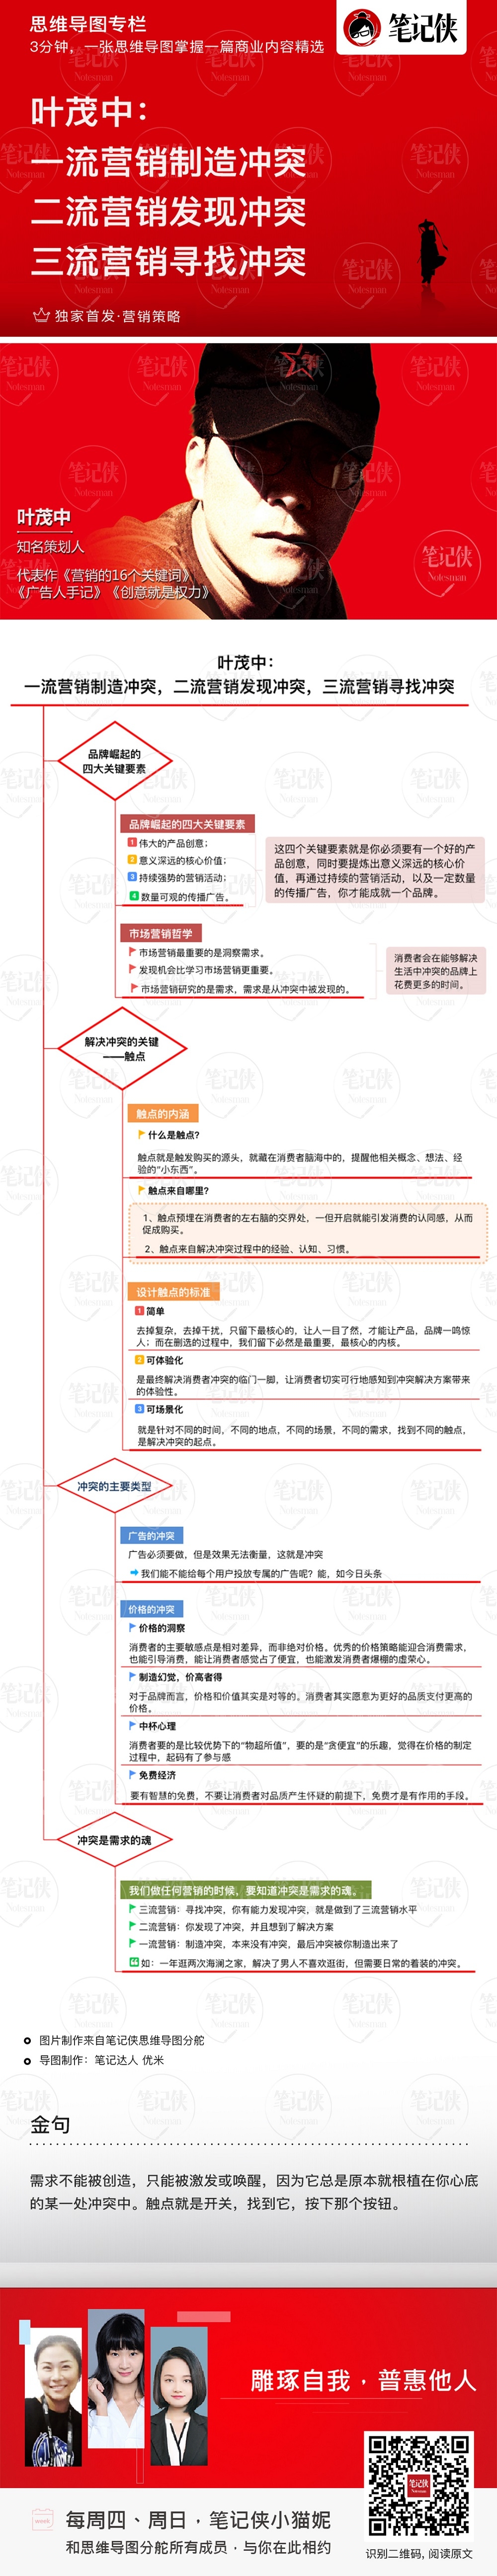 思维导图专栏
3分钟，一张思维导图掌握一篇商业内容精选
笔记侠
叶茂中：
一流营销制造冲突
二流营销发现冲突
三流营销寻找冲突
独家首发·营销策略
叶茂中
知名策划人
代表作《营销的16个关键词》
《广告人手记》《创意就是权力》
笔记侠
Notesman
叶茂中：
一流营销制造冲突，二流营销发现冲突，三流营销寻找冲突
品牌崛起的
四大关键要素
品牌崛起的四大关键要素
1 伟大的产品创意；
2 意义深远的核心价值；
3 持续强势的营销活动；
4 数量可观的传播广告。
这四个关键要素就是你必须要有一个好的产
品创意，同时要提炼出意义深远的核心价
值，再通过持续的营销活动，以及一定数量
的传播广告，你才能成就一个品牌。
市场营销哲学
市场营销最重要的是洞察需求。
发现机会比学习市场营销更重要。
市场营销研究的是需求，需求是从冲突中被发现的。
消费者会在能够解决
生活中冲突的品牌上
花费更多的时间。
解决冲突的关键
——触点
触点的内涵
什么是触点？
触点就是触发购买的源头，就藏在消费者脑海中的，提醒他相关概念、想法、经
验的“小东西”。
触点来自哪里？
1、触点预埋在消费者的左右脑的交界处，一但开启就能引发消费的认同感，从而
促成购买。
2、触点来自解决冲突过程中的经验、认知、习惯。
设计触点的标准
1 简单
去掉复杂，去掉干扰，只留下最核心的，让人一目了然，才能让产品，品牌一鸣惊
人；而在删选的过程中，我们留下必然是最重要，最核心的内核。
2 可体验化
是最终解决消费者冲突的临门一脚，让消费者切实可行地感知到冲突解决方案带来
的体验性。
3 可场景化
就是针对不同的时间，不同的地点，不同的场景，不同的需求，找到不同的触点，
是解决冲突的起点。
冲突的主要类型
广告的冲突
广告必须要做，但是效果无法衡量，这就是冲突
我们能不能给每个用户投放专属的广告呢？能，如今日头条
价格的冲突
价格的洞察
消费者的主要敏感点是相对差异，而非绝对价格。优秀的价格策略能迎合消费需求，
也能引导消费，能让消费者感觉占了便宜，也能激发消费者爆棚的虚荣心。
制造幻觉，价高者得
对于品牌而言，价格和价值其实是对等的。消费者其实愿意为更好的品质支付更高的
价格。
中杯心理
消费者要的是比较优势下的“物超所值”，要的是“贪便宜”的乐趣，觉得在价格的制定
过程中，起码有了参与感
免费经济
要有智慧的免费，不要让消费者对品质产生怀疑的前提下，免费才是有作用的手段。
冲突是需求的魂
我们做任何营销的时候，要知道冲突是需求的魂。
三流营销：寻找冲突，你有能力发现冲突，就是做到了三流营销水平
二流营销：你发现了冲突，并且想到了解决方案
一流营销：制造冲突，本来没有冲突，最后冲突被你制造出来了
如：一年逛两次海澜之家，解决了男人不喜欢逛街，但需要日常的着装的冲突。
图片制作来自笔记侠思维导图分舵
导图制作：笔记达人 优米
金句
需求不能被创造，只能被激发或唤醒，因为它总是原本就根植在你心底
的某一处冲突中。触点就是开关，找到它，按下那个按钮。
雕琢自我，普惠他人
笔记侠
week
每周四、周日，笔记侠小猫妮
和思维导图分舵所有成员，与你在此相约
识别二维码，阅读原文